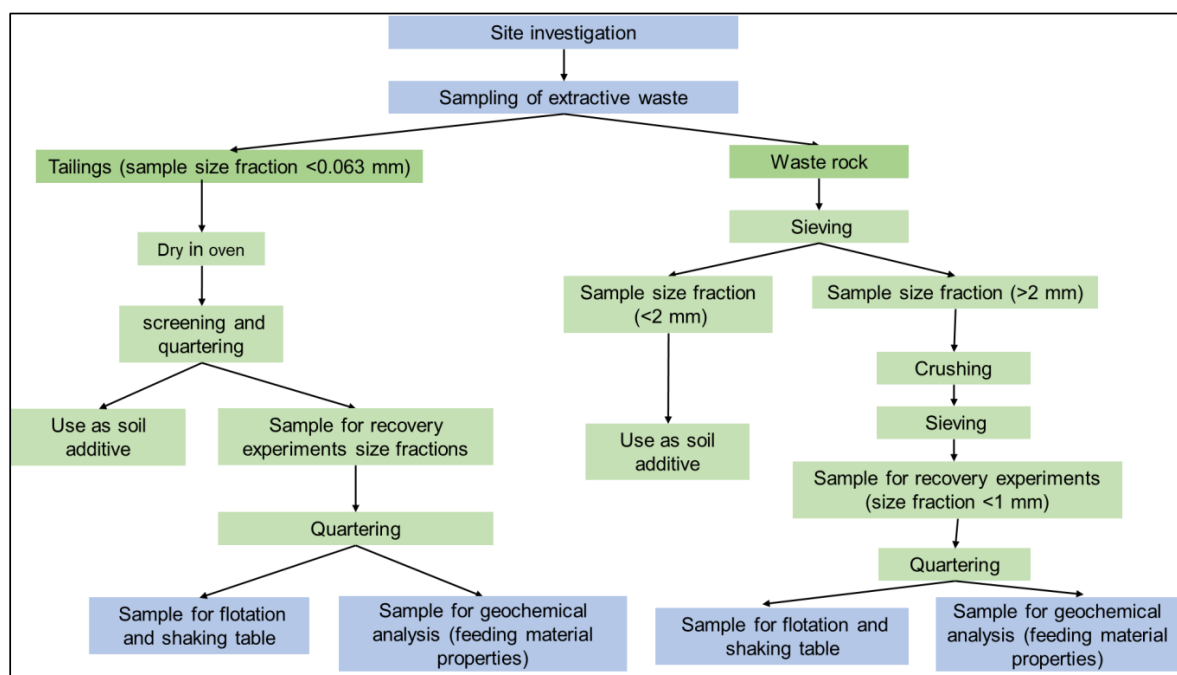 Site investigation
Sampling of extractive waste
Tailings (sample size fraction <0.063 mm)
Waste rock
Dry in oven
Sieving
screening and
quartering
Sample size fraction
(<2 mm)
Sample size fraction (>2 mm)
Crushing
Use as soil
additive
Sample for recovery
experiments size fractions
Use as soil
additive
Sieving
Sample for recovery experiments
(size fraction <1 mm)
Quartering
Quartering
Sample for flotation
and shaking table
Sample for geochemical
analysis (feeding material
properties)
Sample for flotation and
shaking table
Sample for geochemical
analysis (feeding material
properties)